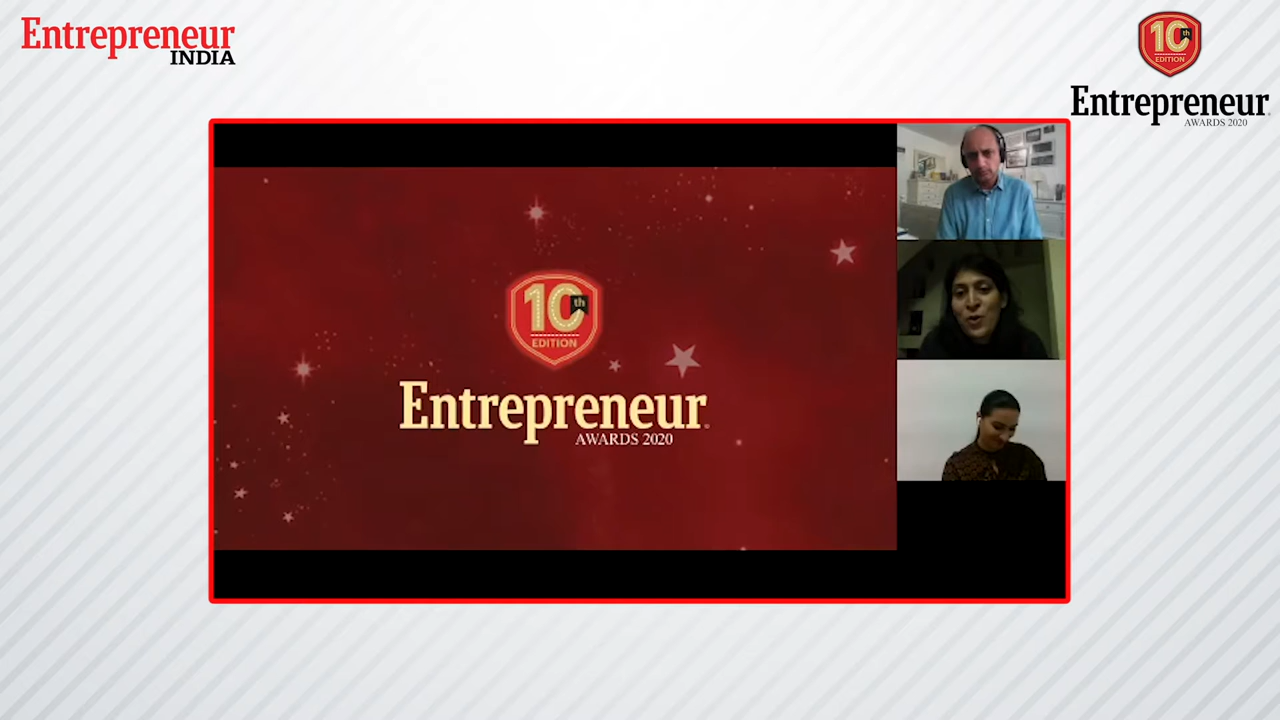 Entrepreneur
INDIA
10th
EDITION
Entrepreneur
AWARDS 2020
10th
EDITION
Entrepreneur
AWARDS 2020